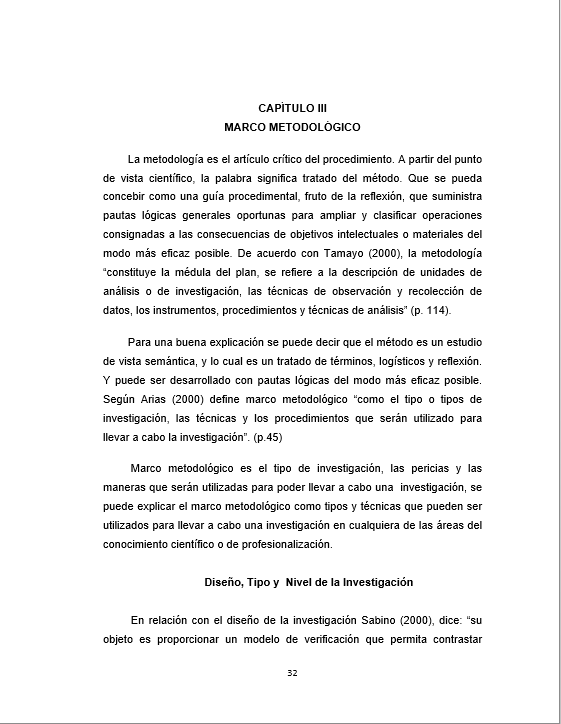 CAPÌTULO III
MARCO METODOLÒGICO
La metodología es el artículo crítico del procedimiento. A partir del punto
de vista científico, la palabra significa tratado del método. Que se pueda
concebir como una guía procedimental, fruto de la reflexión, que suministra
pautas lógicas generales oportunas para ampliar y clasificar operaciones
consignadas a las consecuencias de objetivos intelectuales o materiales del
modo más eficaz posible. De acuerdo con Tamayo (2000), la metodología
“constituye la médula del plan, se refiere a la descripción de unidades de
análisis o de investigación, las técnicas de observación y recolección de
datos, los instrumentos, procedimientos y técnicas de análisis” (p. 114).
Para una buena explicación se puede decir que el método es un estudio
de vista semántica, y lo cual es un tratado de términos, logísticos y reflexión.
Y puede ser desarrollado con pautas lógicas del modo más eficaz posible.
Según Arias (2000) define marco metodológico “como el tipo o tipos de
investigación, las técnicas y los procedimientos que serán utilizado para
llevar a cabo la investigación”. (p.45)
Marco metodológico es el tipo de investigación, las pericias y las
maneras que serán utilizadas para poder llevar a cabo una investigación, se
puede explicar el marco metodológico como tipos y técnicas que pueden ser
utilizados para llevar a cabo una investigación en cualquiera de las áreas del
conocimiento científico o de profesionalización.
Diseño, Tipo y Nivel de la Investigación
En relación con el diseño de la investigación Sabino (2000), dice: “su
objeto es proporcionar un modelo de verificación que permita contrastar
32